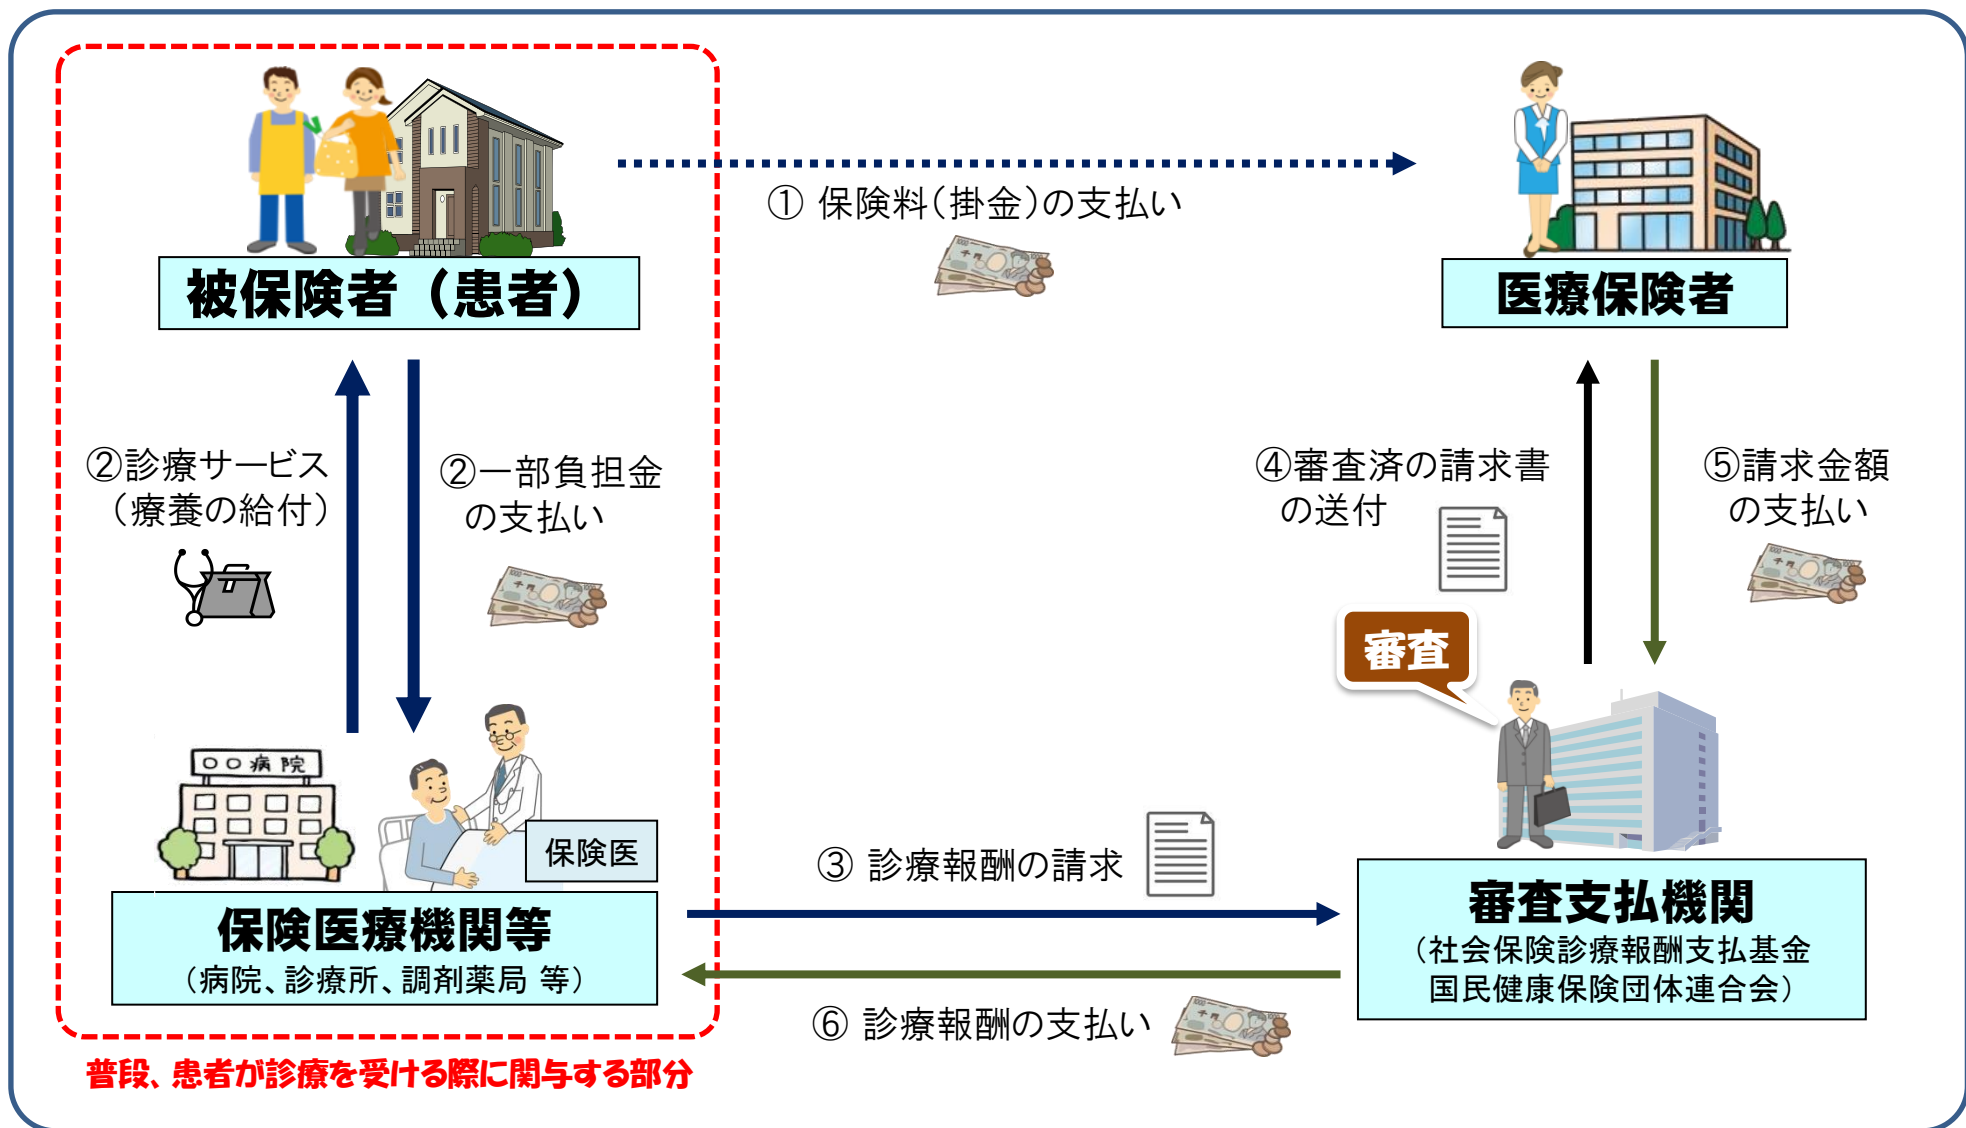 ① 保険料(掛金)の支払い
被保険者（患者）
医療保険者
②診療サービス
（療養の給付）
②一部負担金
の支払い
④審査済の請求書
の送付
⑤請求金額
の支払い
審査
○○病院
保険医
③ 診療報酬の請求
保険医療機関等
（病院、診療所、調剤薬局 等）
審査支払機関
（社会保険診療報酬支払基金
国民健康保険団体連合会）
⑥ 診療報酬の支払い
普段、患者が診療を受ける際に関与する部分